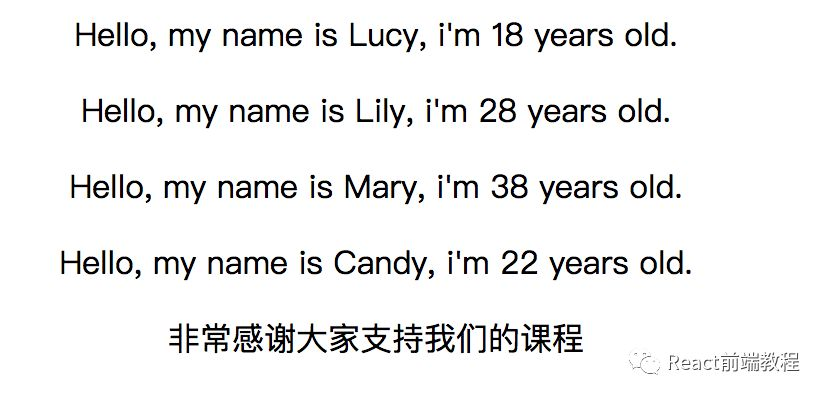 Hello, my name is Lucy, i'm 18 years old.
Hello, my name is Lily, i'm 28 years old.
Hello, my name is Mary, i'm 38 years old.
Hello, my name is Candy, i'm 22 years old.
非常感谢大家支持我们的课程
React前端教程